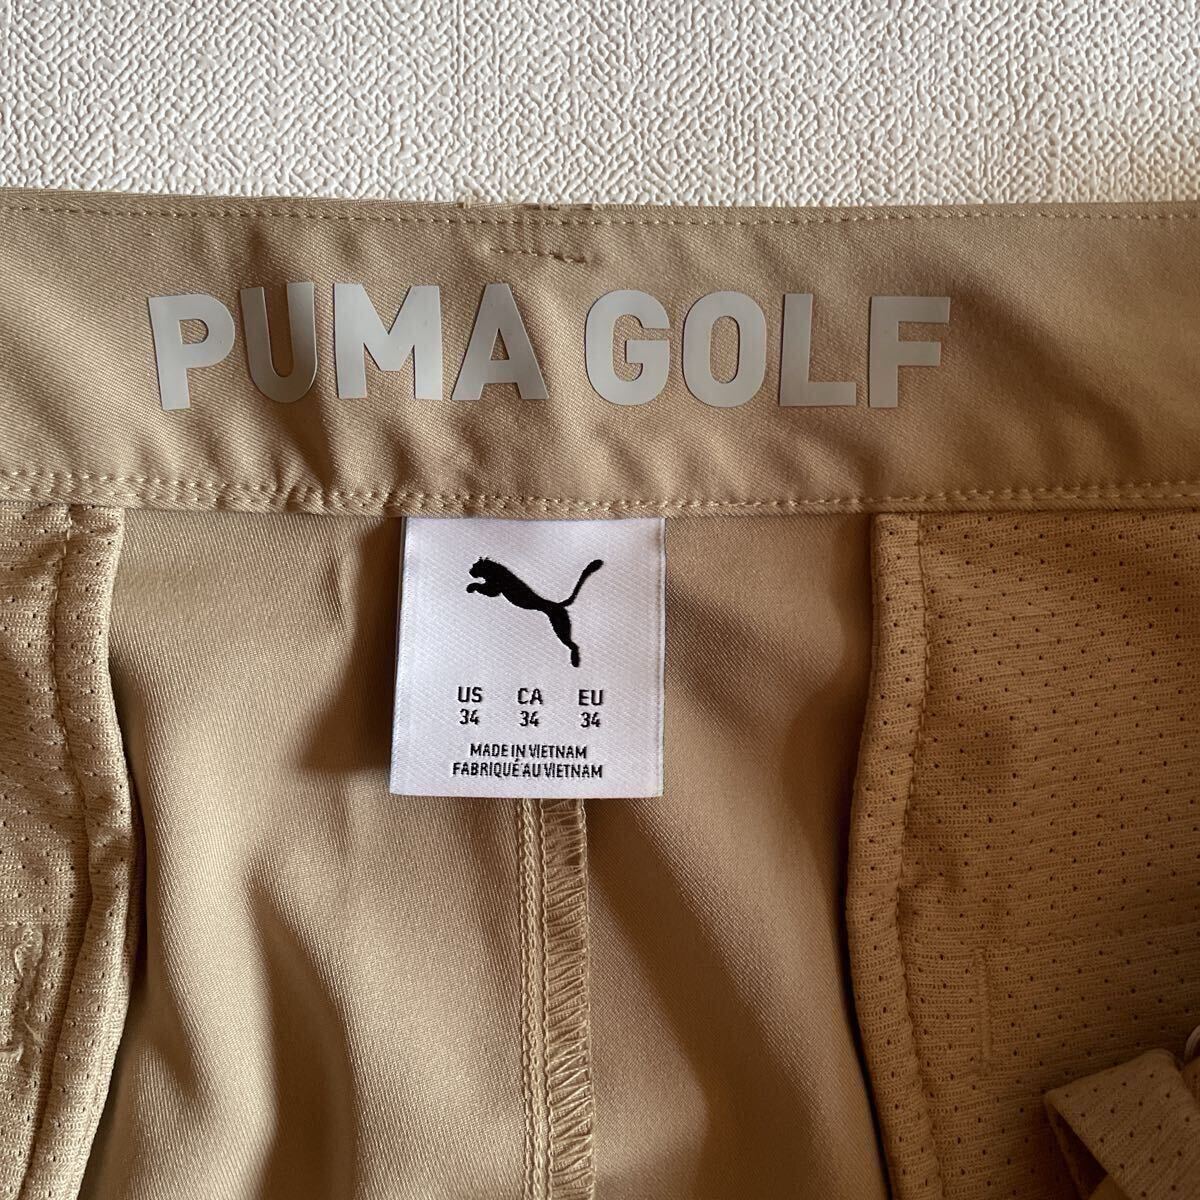 PUMA GOLF
US CA EU
34 34 34
MADE IN VIETNAM
FABRIQUÉ AU VIETNAM